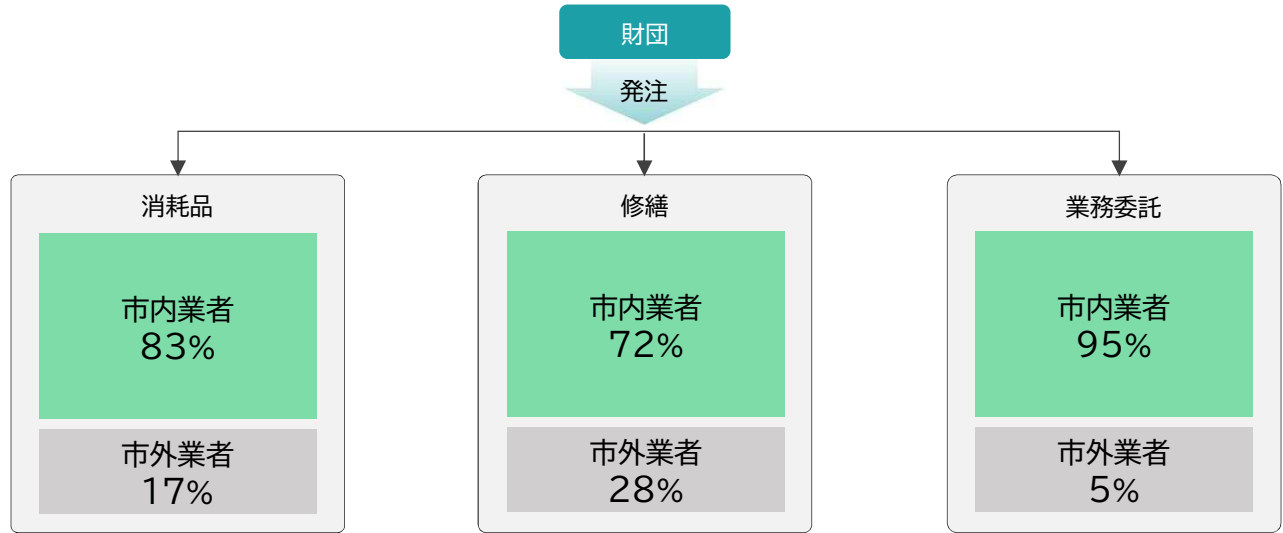 財団
発注
消耗品
市内業者
83%
市外業者
17%
修繕
市内業者
72%
市外業者
28%
業務委託
市内業者
95%
市外業者
5%